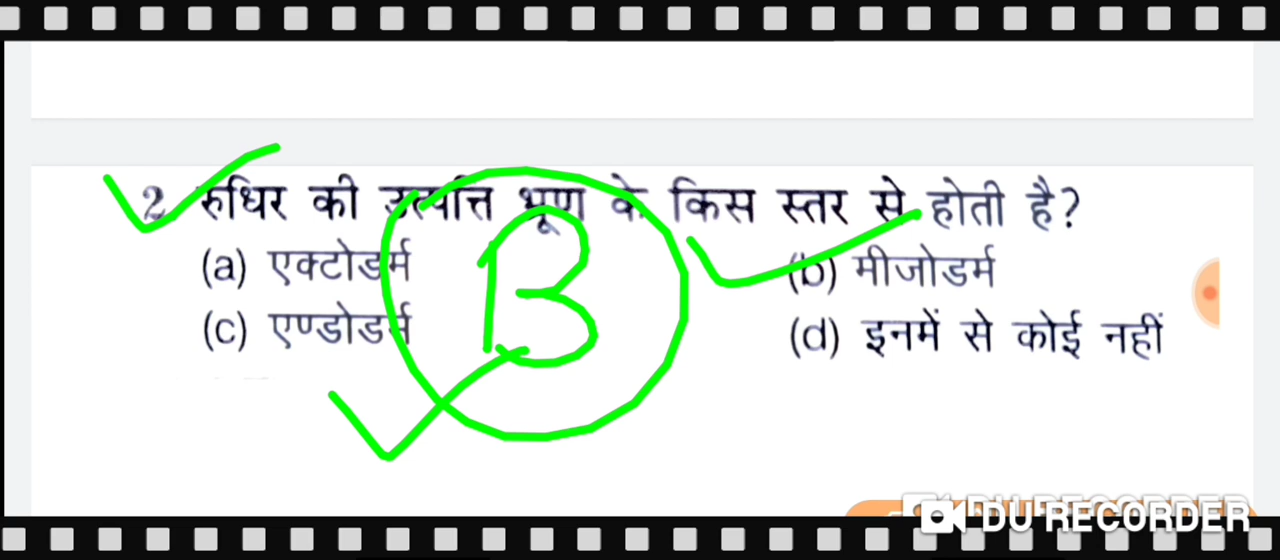 2. रुधिर की उत्पत्ति भ्रूण के किस स्तर से होती है?
(a) एक्टोडर्म (b) मीजोडर्म
B
(c) एण्डोडर्म (d) इनमें से कोई नहीं
DU RECORDER